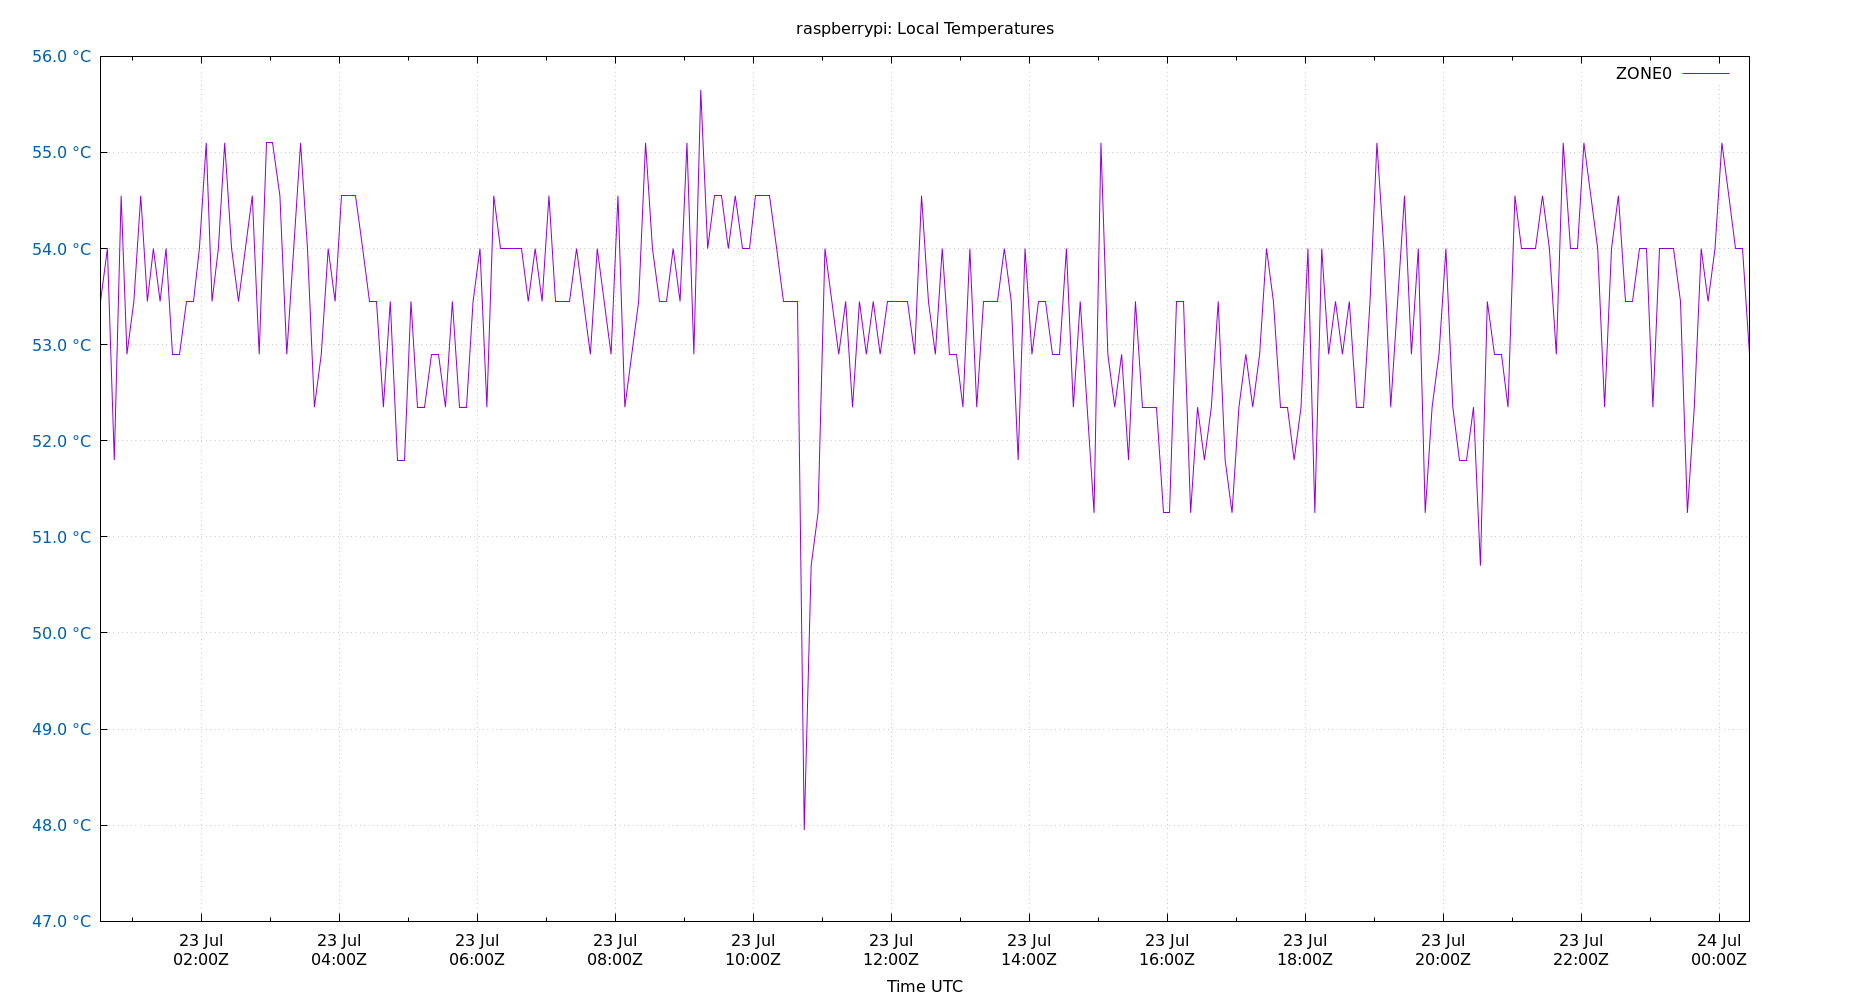 raspberrypi: Local Temperatures
ZONE0
56.0 °C
55.0 °C
54.0 °C
53.0 °C
52.0 °C
51.0 °C
50.0 °C
49.0 °C
48.0 °C
47.0 °C
23 Jul 23 Jul 23 Jul 23 Jul 23 Jul 23 Jul 23 Jul 23 Jul 23 Jul 23 Jul 23 Jul 24 Jul
02:00Z 04:00Z 06:00Z 08:00Z 10:00Z 12:00Z 14:00Z 16:00Z 18:00Z 20:00Z 22:00Z 00:00Z
Time UTC